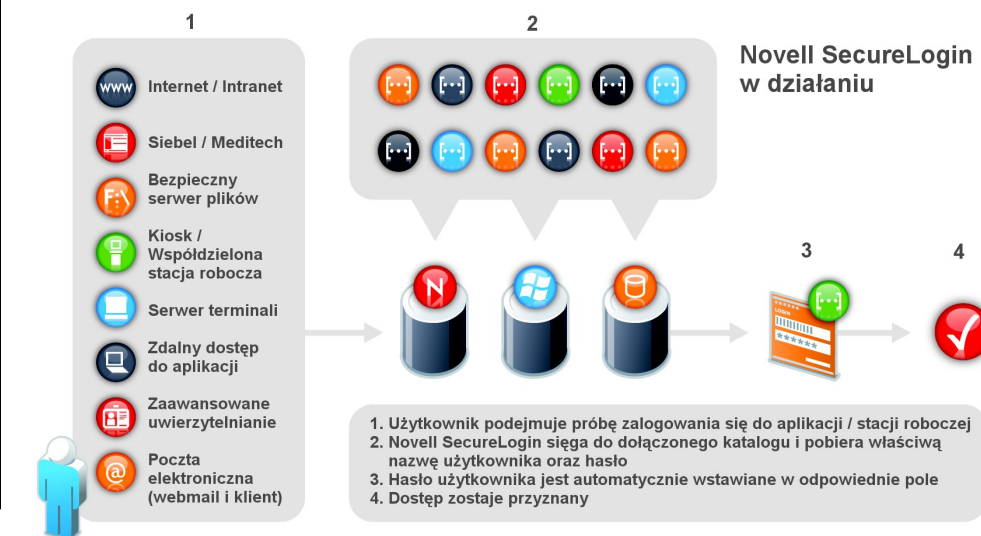 1
2
Novell SecureLogin
w działaniu
www
Internet / Intranet
Siebel / Meditech
F:\
Bezpieczny
serwer plików
Kiosk /
Współdzielona
stacja robocza
Serwer terminali
Zdalny dostęp
do aplikacji
Zaawansowane
uwierzytelnianie
@
Poczta
elektroniczna
(webmail i klient)
N
3
LOGIN
******
4
1. Użytkownik podejmuje próbę zalogowania się do aplikacji / stacji roboczej
2. Novell SecureLogin sięga do dołączonego katalogu i pobiera właściwą
nazwę użytkownika oraz hasło
3. Hasło użytkownika jest automatycznie wstawiane w odpowiednie pole
4. Dostęp zostaje przyznany